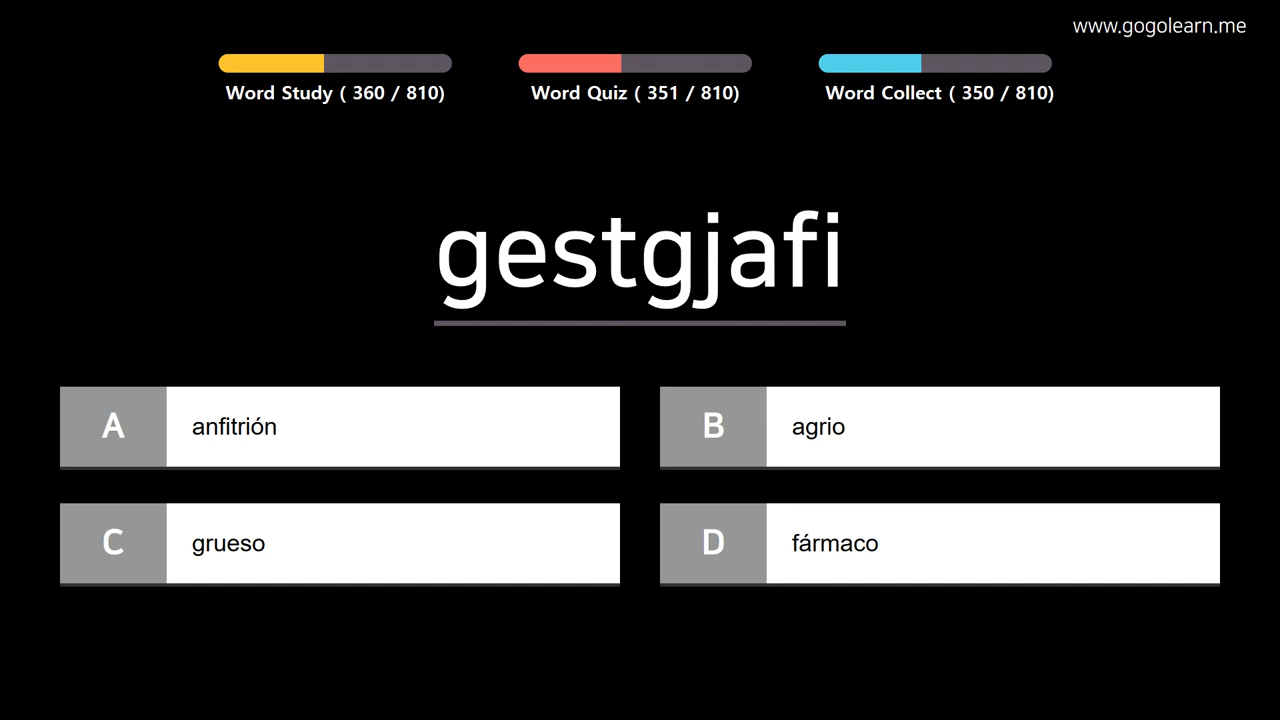 www.gogolearn.me
Word Study ( 360 / 810)
Word Quiz ( 351 / 810)
Word Collect ( 350 / 810)
gestgjafi
A anfitrión
B agrio
C grueso
D fármaco